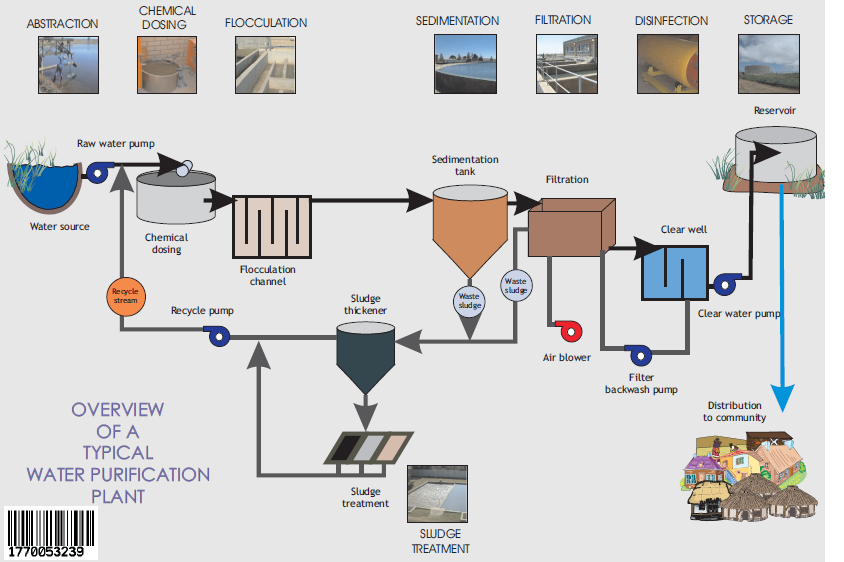 ABSTRACTION
CHEMICAL
DOSING
FLOCCULATION
SEDIMENTATION
FILTRATION
DISINFECTION
STORAGE
Reservoir
Raw water pump
Sedimentation
tank
Filtration
Water source
Chemical
dosing
Clear well
Flocculation
channel
Recycle
stream
Waste
sludge
Waste
sludge
Recycle pump
Sludge
thickener
Clear water pump
Air blower
Filter
backwash pump
Distribution
to community
OVERVIEW
OF A
TYPICAL
WATER PURIFICATION
PLANT
Sludge
treatment
SLUDGE
TREATMENT
1770053239